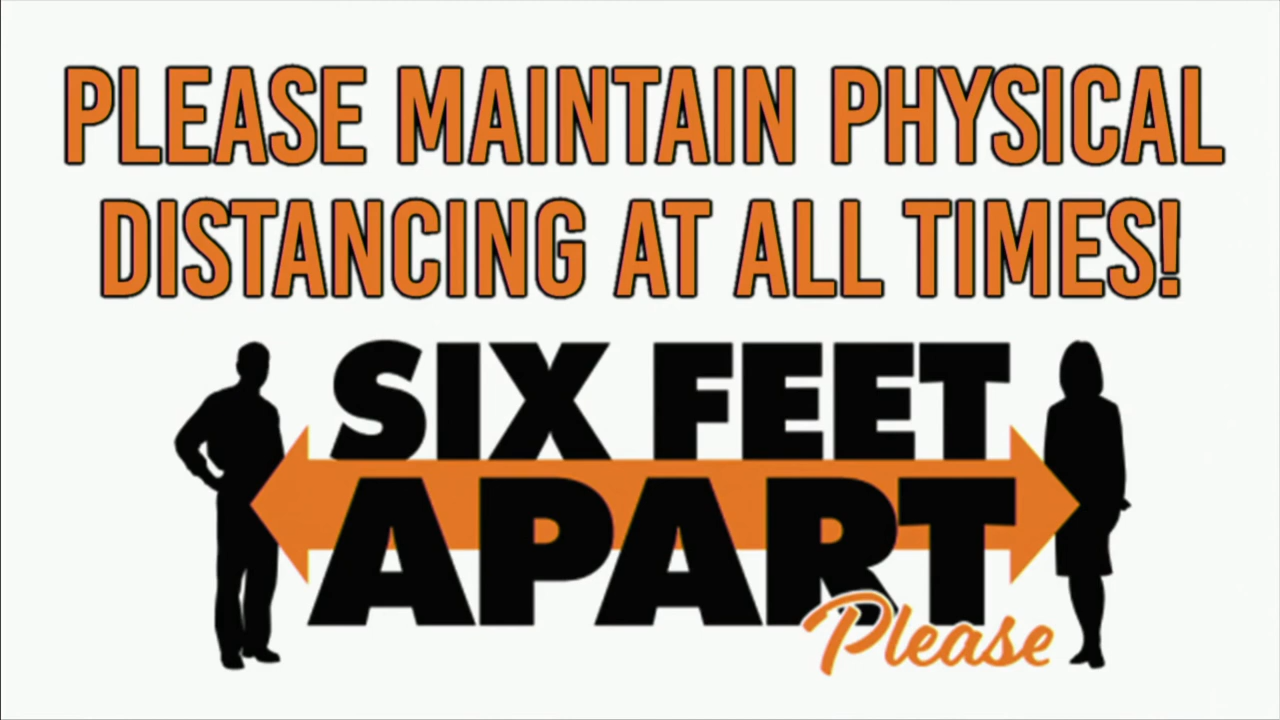 PLEASE MAINTAIN PHYSICAL
DISTANCING AT ALL TIMES!
SIX FEET
APART
Please